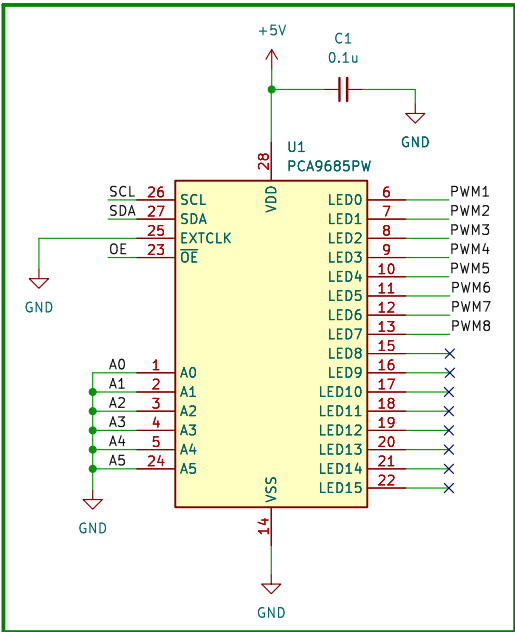 +5V
C1
0.1u
GND
U1
PCA9685PW
28
VDD
SCL 26 SCL LED0 6 PWM1
SDA 27 SDA LED1 7 PWM2
25 EXTCLK LED2 8 PWM3
OE 23 OE LED3 9 PWM4
LED4 10 PWM5
GND LED5 11 PWM6
LED6 12 PWM7
LED7 13 PWM8
LED8 15
A0 1 A0 LED9 16
A1 2 A1 LED10 17
A2 3 A2 LED11 18
A3 4 A3 LED12 19
A4 5 A4 LED13 20
A5 24 A5 LED14 21
LED15 22
VSS
14
GND
GND